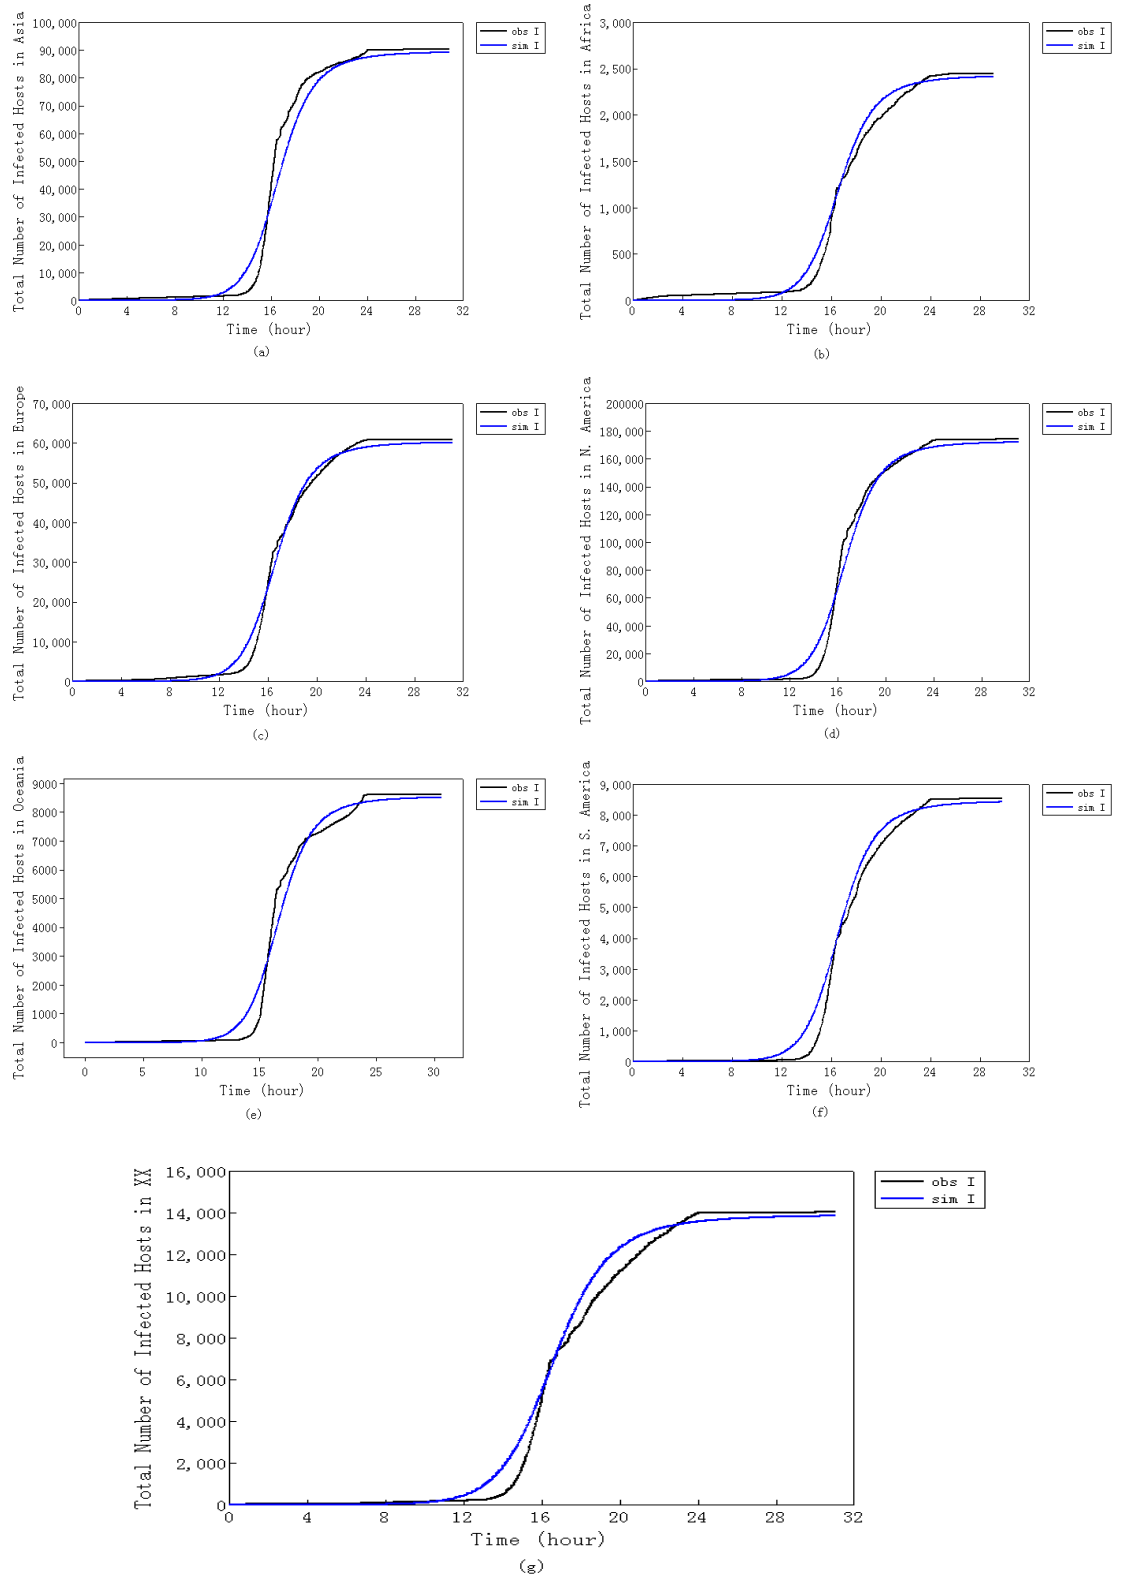 Total Number of Infected Hosts in Asia
100,000
90,000
80,000
70,000
60,000
50,000
40,000
30,000
20,000
10,000
0
0 4 8 12 16 20 24 28 32
Time (hour)
(a)
obs I
sim I
Total Number of Infected Hosts in Africa
3,000
2,500
2,000
1,500
1,000
500
0
0 4 8 12 16 20 24 28 32
Time (hour)
(b)
obs I
sim I
Total Number of Infected Hosts in Europe
70,000
60,000
50,000
40,000
30,000
20,000
10,000
0
0 4 8 12 16 20 24 28 32
Time (hour)
(c)
obs I
sim I
Total Number of Infected Hosts in N. America
200000
180,000
160,000
140,000
120,000
100,000
80,000
60,000
40,000
20,000
0
0 4 8 12 16 20 24 28 32
Time (hour)
(d)
obs I
sim I
Total Number of Infected Hosts in Oceania
9000
8000
7000
6000
5000
4000
3000
2000
1000
0
0 5 10 15 20 25 30
Time (hour)
(e)
obs I
sim I
Total Number of Infected Hosts in S. America
9,000
8,000
7,000
6,000
5,000
4,000
3,000
2,000
1,000
0
0 4 8 12 16 20 24 28 32
Time (hour)
(f)
obs I
sim I
Total Number of Infected Hosts in XX
16,000
14,000
12,000
10,000
8,000
6,000
4,000
2,000
0
0 4 8 12 16 20 24 28 32
Time (hour)
(g)
obs I
sim I